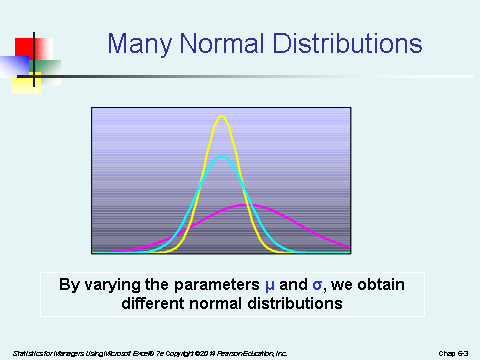 Many Normal Distributions
By varying the parameters μ and σ, we obtain
different normal distributions
Statistics for Managers Using Microsoft Excel® 7e Copyright ©2014 Pearson Education, Inc.
Chap 6-3